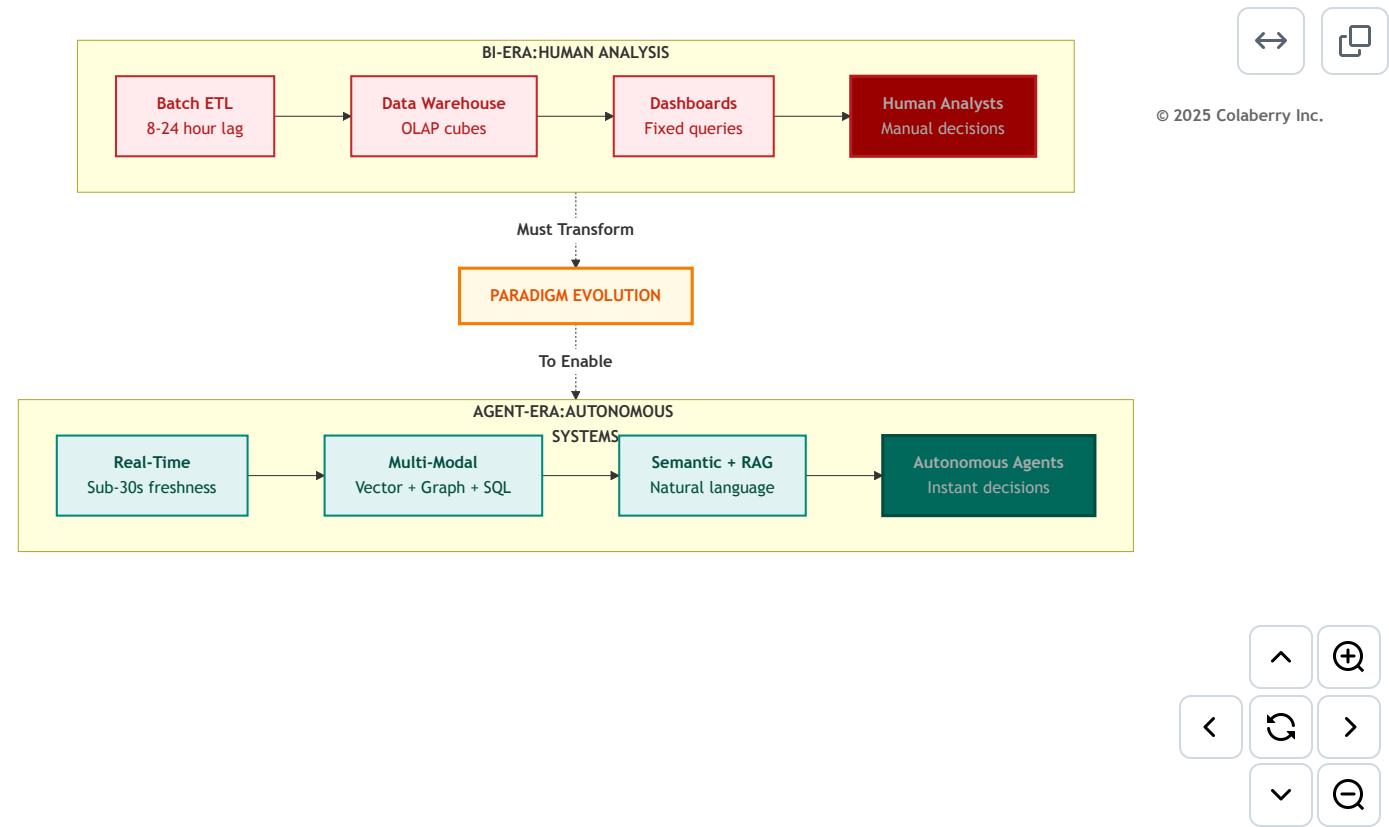 BI-ERA:HUMAN ANALYSIS
Batch ETL
8-24 hour lag
Data Warehouse
OLAP cubes
Dashboards
Fixed queries
Human Analysts
Manual decisions
© 2025 Colaberry Inc.
Must Transform
PARADIGM EVOLUTION
To Enable
AGENT-ERA:AUTONOMOUS
SYSTEMS
Real-Time
Sub-30s freshness
Multi-Modal
Vector + Graph + SQL
Semantic + RAG
Natural language
Autonomous Agents
Instant decisions